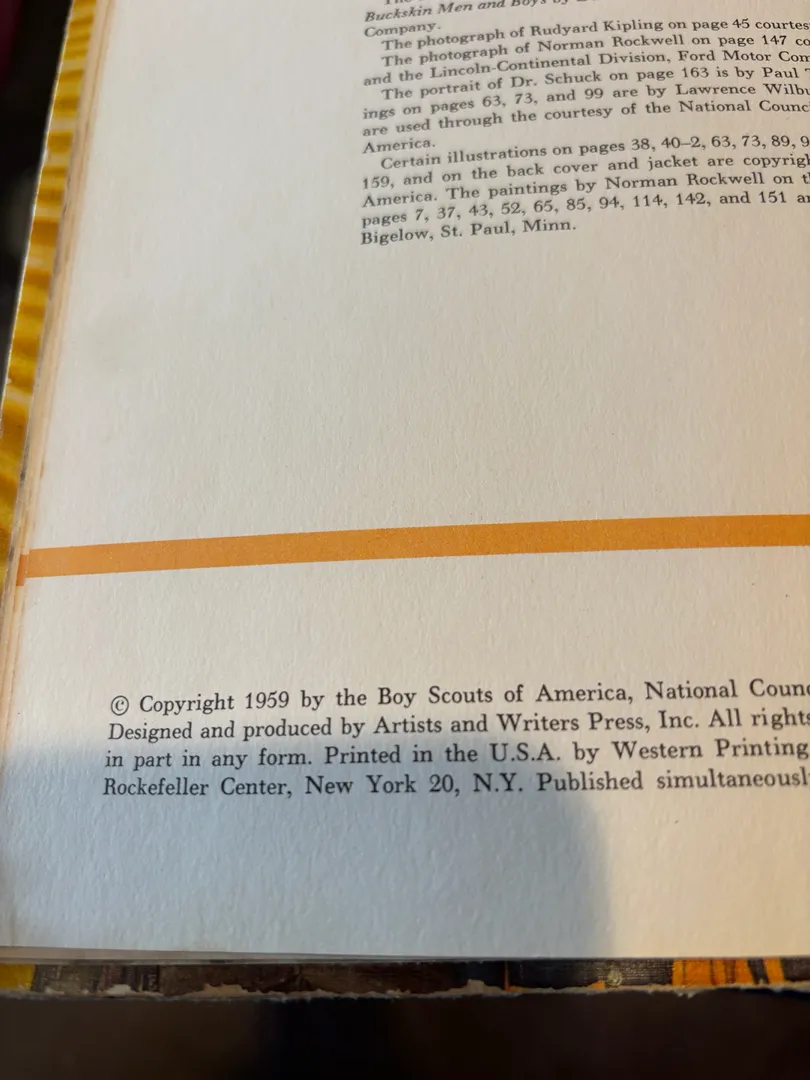 Buckskin Men and Boys by
Company.
The photograph of Rudyard Kipling on page 45 courtes
The photograph of Norman Rockwell on page 147 co
and the Lincoln-Continental Division, Ford Motor Com
The portrait of Dr. Schuck on page 163 is by Paul
ings on pages 63, 73, and 99 are by Lawrence Wilbu
are used through the courtesy of the National Counc
America.
Certain illustrations on pages 38, 40–2, 63, 73, 89, 9
159, and on the back cover and jacket are copyrigh
America. The paintings by Norman Rockwell on t
pages 7, 37, 43, 52, 65, 85, 94, 114, 142, and 151 a
Bigelow, St. Paul, Minn.
© Copyright 1959 by the Boy Scouts of America, National Counc
Designed and produced by Artists and Writers Press, Inc. All rights
in part in any form. Printed in the U.S.A. by Western Printing
Rockefeller Center, New York 20, N.Y. Published simultaneousl